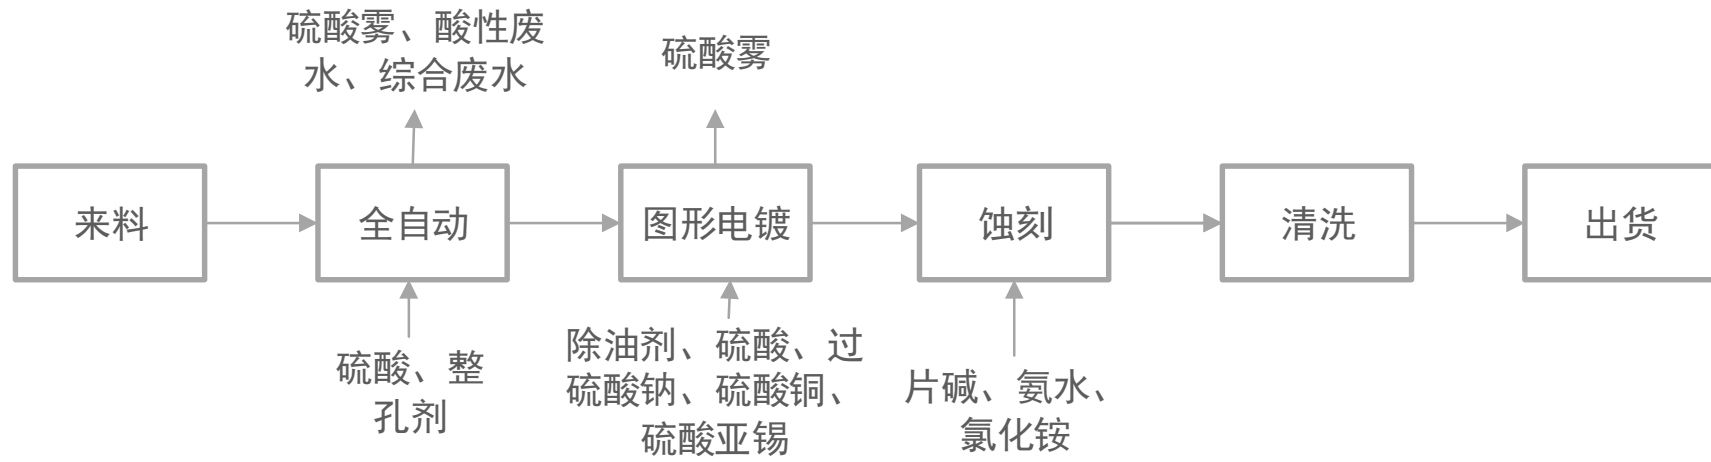 硫酸雾、酸性废
水、综合废水
硫酸雾
来料
全自动
图形电镀
蚀刻
清洗
出货
硫酸、整
孔剂
除油剂、硫酸、过
硫酸钠、硫酸铜、
硫酸亚锡
片碱、氨水、
氯化铵